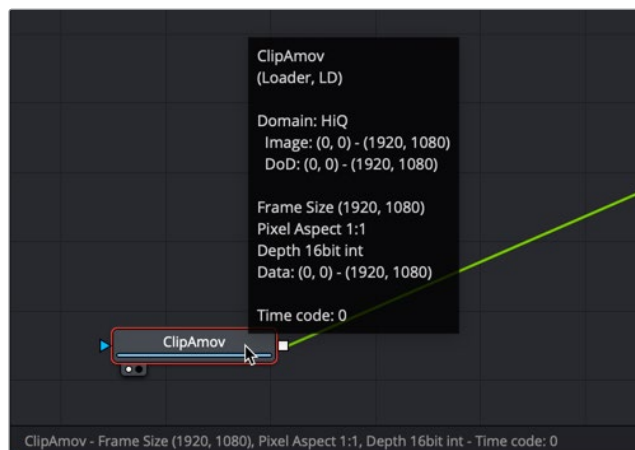 ClipAmov
(Loader, LD)
Domain: HiQ
Image: (0, 0) - (1920, 1080)
DoD: (0, 0) - (1920, 1080)
Frame Size (1920, 1080)
Pixel Aspect 1:1
Depth 16bit int
Data: (0, 0) - (1920, 1080)
Time code: 0
ClipAmov
ClipAmov - Frame Size (1920, 1080), Pixel Aspect 1:1, Depth 16bit int - Time code: 0